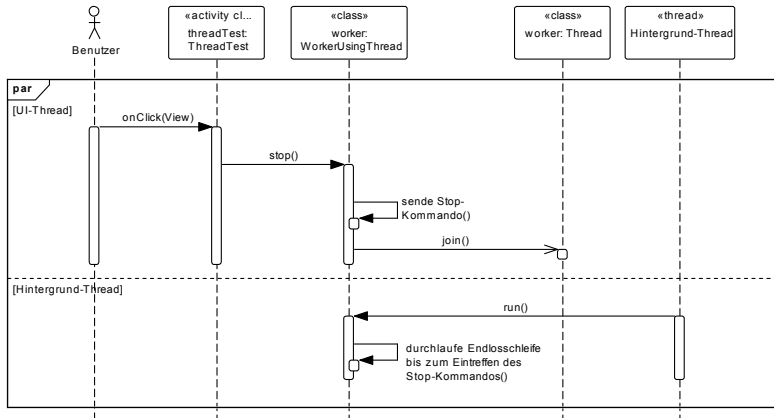 «activity cl...
threadTest:
ThreadTest
«class»
worker:
WorkerUsingThread
«class»
worker: Thread
«thread»
Hintergrund-Thread
Benutzer
par
[UI-Thread]
onClick(View)
stop()
sende Stop-
Kommando()
join()
[Hintergrund-Thread]
run()
durchlaufe Endlosschleife
bis zum Eintreffen des
Stop-Kommandos()